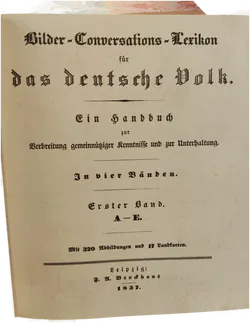 Bilder-Conversations-Lexikon
für
das deutsche Volk.
Ein Handbuch
zur
Verbreitung gemeinnütziger Kenntnisse und zur Unterhaltung.
In vier Bänden.
Erster Band.
A—E.
Mit 320 Abbildungen und 17 Landkarten.
Leipzig:
F. A. Brockhaus
1837.